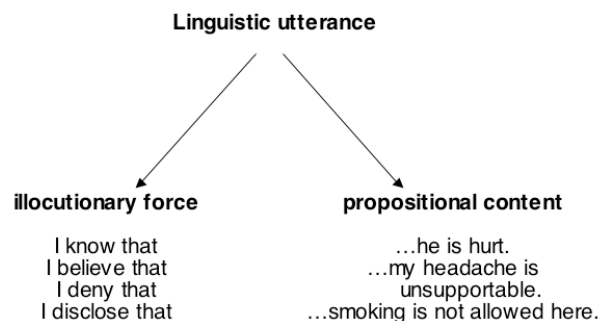 Linguistic utterance
illocutionary force
I know that
I believe that
I deny that
I disclose that
propositional content
…he is hurt.
…my headache is
unsupportable.
…smoking is not allowed here.